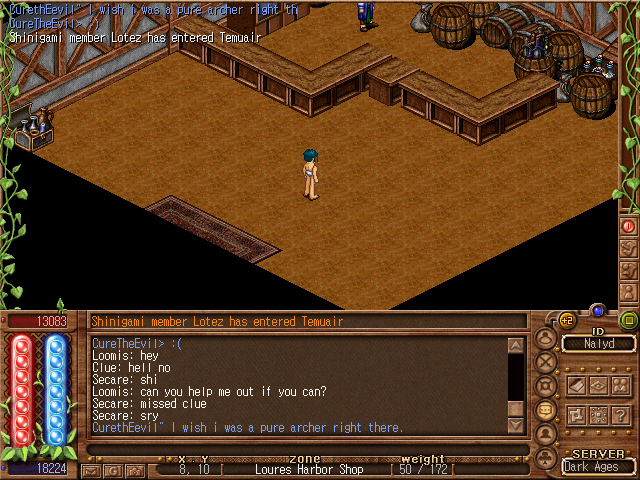 CurethEevil" I wish i was a pure archer right th
CureTheEvil> :)
Shinigami member Lotez has entered Temuair
13083
Shinigami member Lotez has entered Temuair
+2
ID
Nalyd
CureTheEvil> :(
Loomis: hey
Clue: hell no
Secare: shi
Loomis: can you help me out if you can?
Secare: missed clue
Secare: sry
CurethEevil" I wish i was a pure archer right there.
18224
x y
8, 10
zone
Loures Harbor Shop
weight
50 / 172
SERVER
Dark Ages